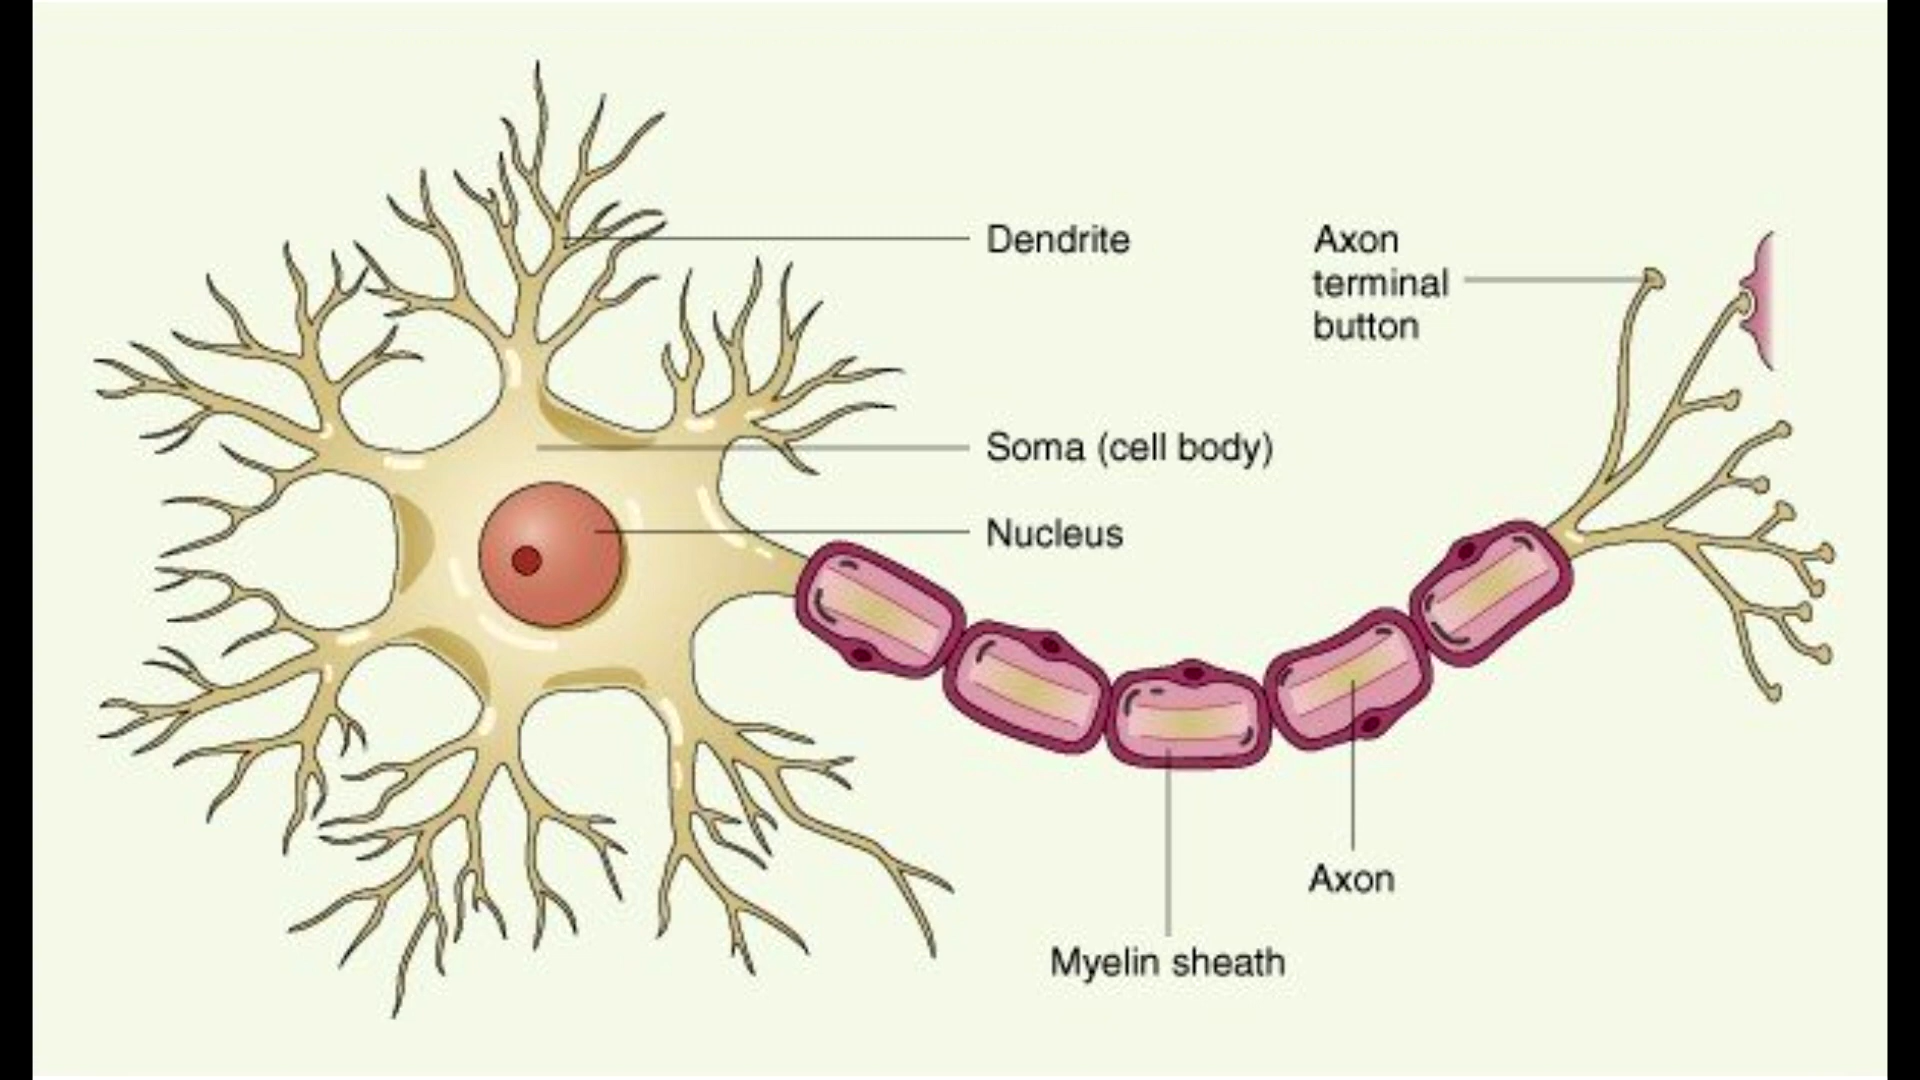 Dendrite
Axon
terminal
button
Soma (cell body)
Nucleus
Axon
Myelin sheath